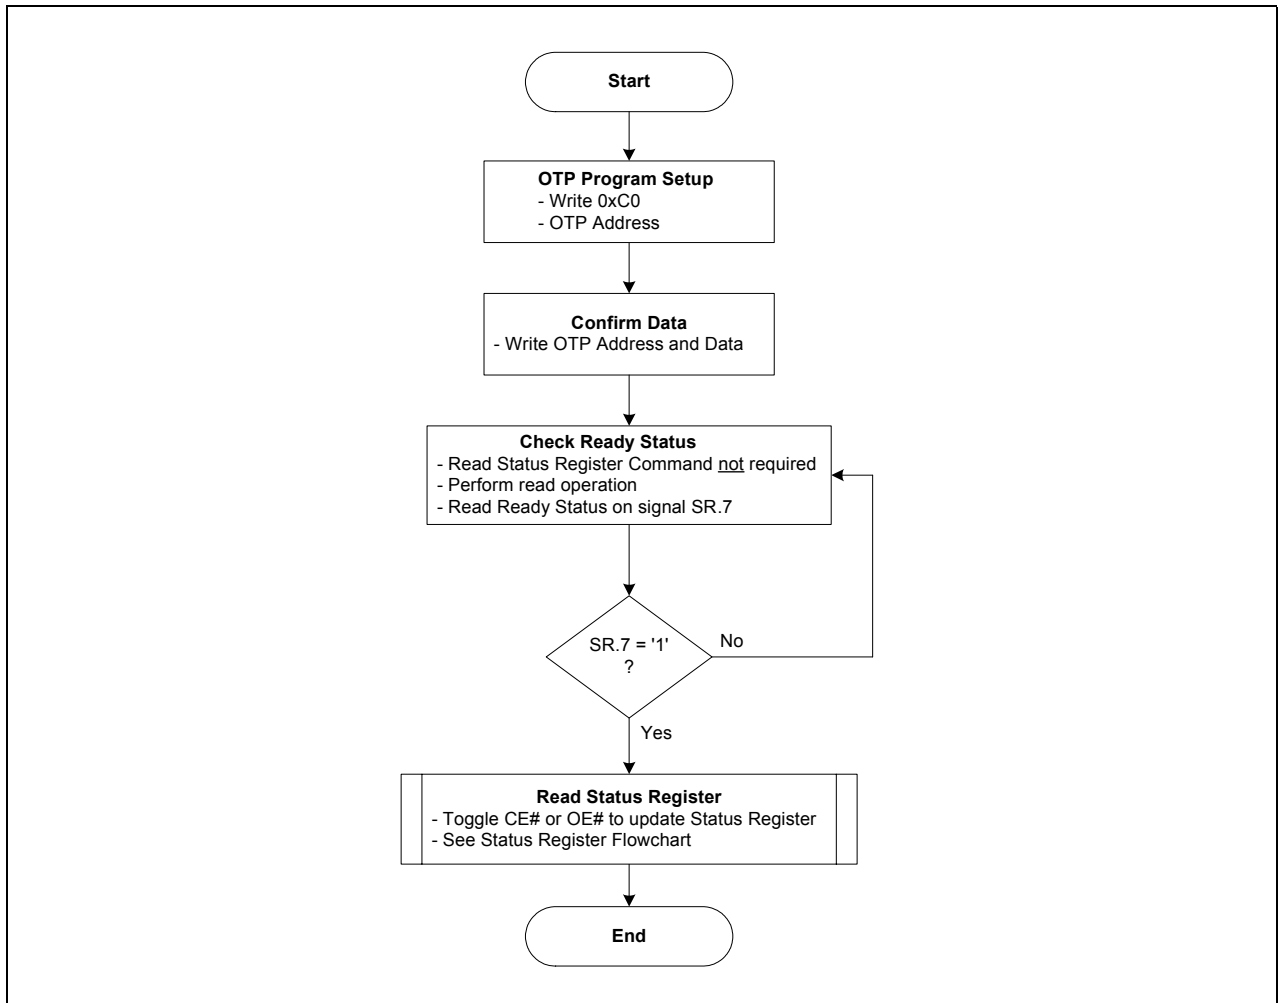 Start
OTP Program Setup
- Write 0xC0
- OTP Address
Confirm Data
- Write OTP Address and Data
Check Ready Status
- Read Status Register Command not required
- Perform read operation
- Read Ready Status on signal SR.7
SR.7 = '1'
?
No
Yes
Read Status Register
- Toggle CE# or OE# to update Status Register
- See Status Register Flowchart
End